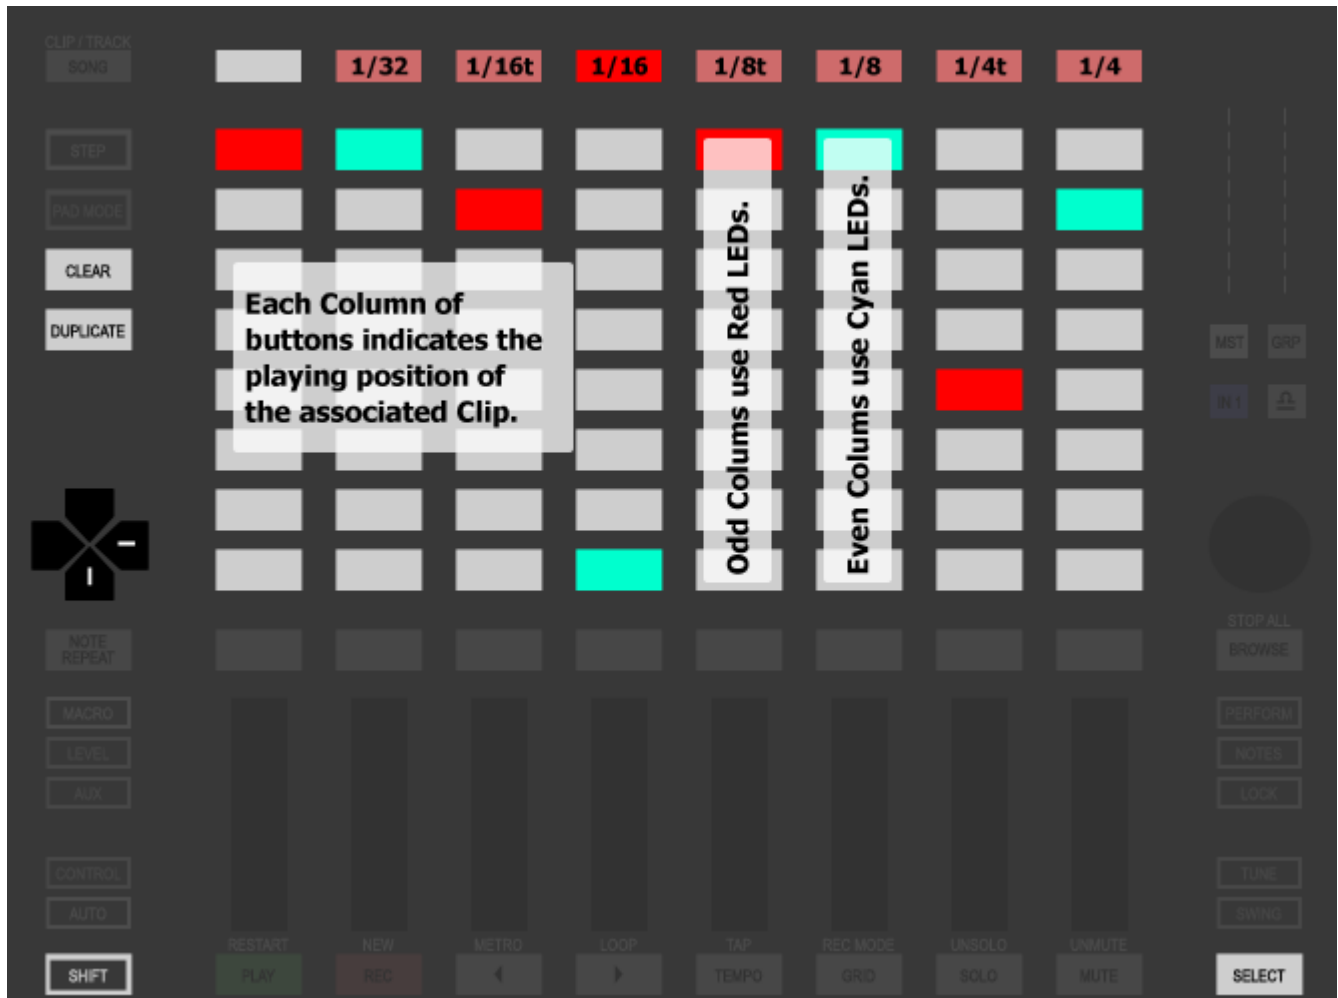 CLIP / TRACK
SONG
1/32
1/16t
1/16
1/8t
1/8
1/4t
1/4
STEP
PAD MODE
CLEAR
DUPLICATE
Each Column of
buttons indicates the
playing position of
the associated Clip.
Odd Colums use Red LEDs.
Even Colums use Cyan LEDs.
MST
GRP
IN 1
NOTE
REPEAT
STOP ALL
BROWSE
MACRO
LEVEL
AUX
PERFORM
NOTES
LOCK
CONTROL
AUTO
TUNE
SWING
RESTART
NEW
METRO
LOOP
TAP
REC MODE
UNSOLO
UNMUTE
SHIFT
PLAY
REC
TEMPO
GRID
SOLO
MUTE
SELECT